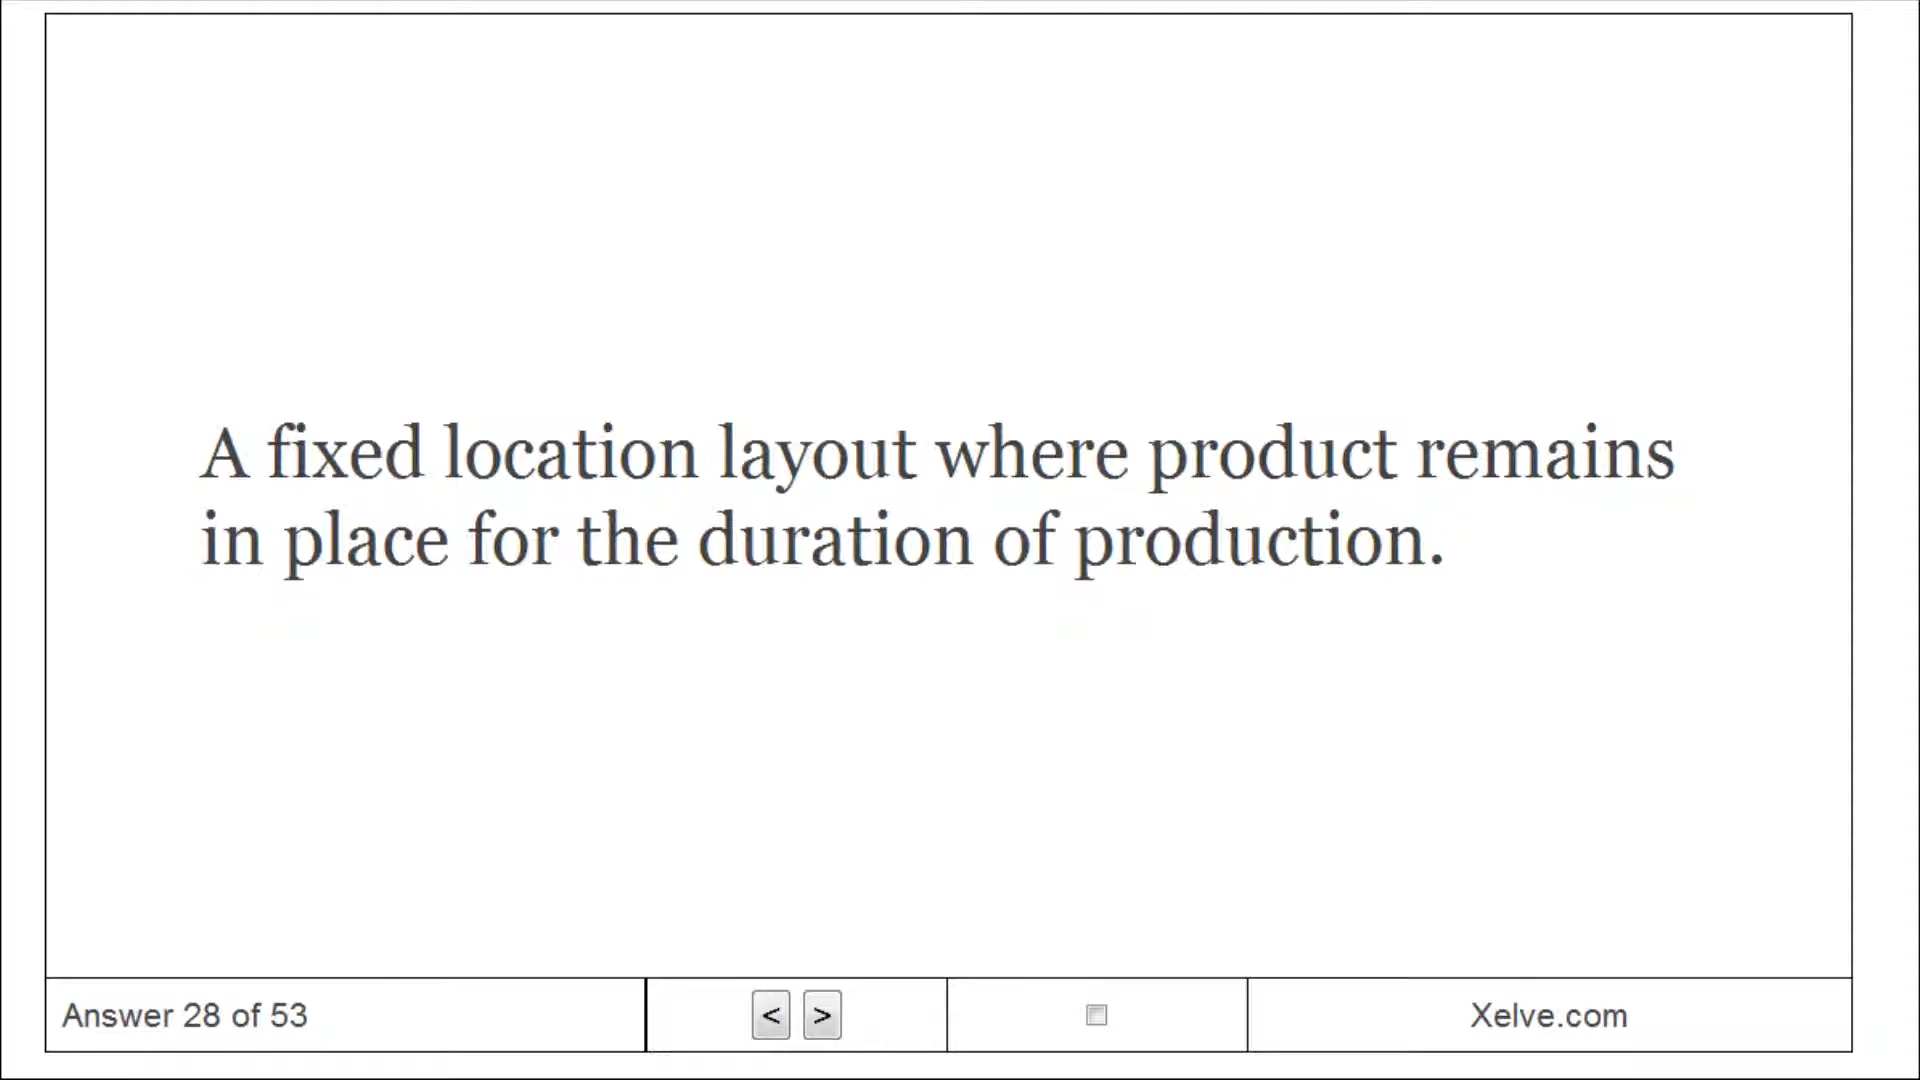 A fixed location layout where product remains
in place for the duration of production.
Answer 28 of 53
< >
Xelve.com